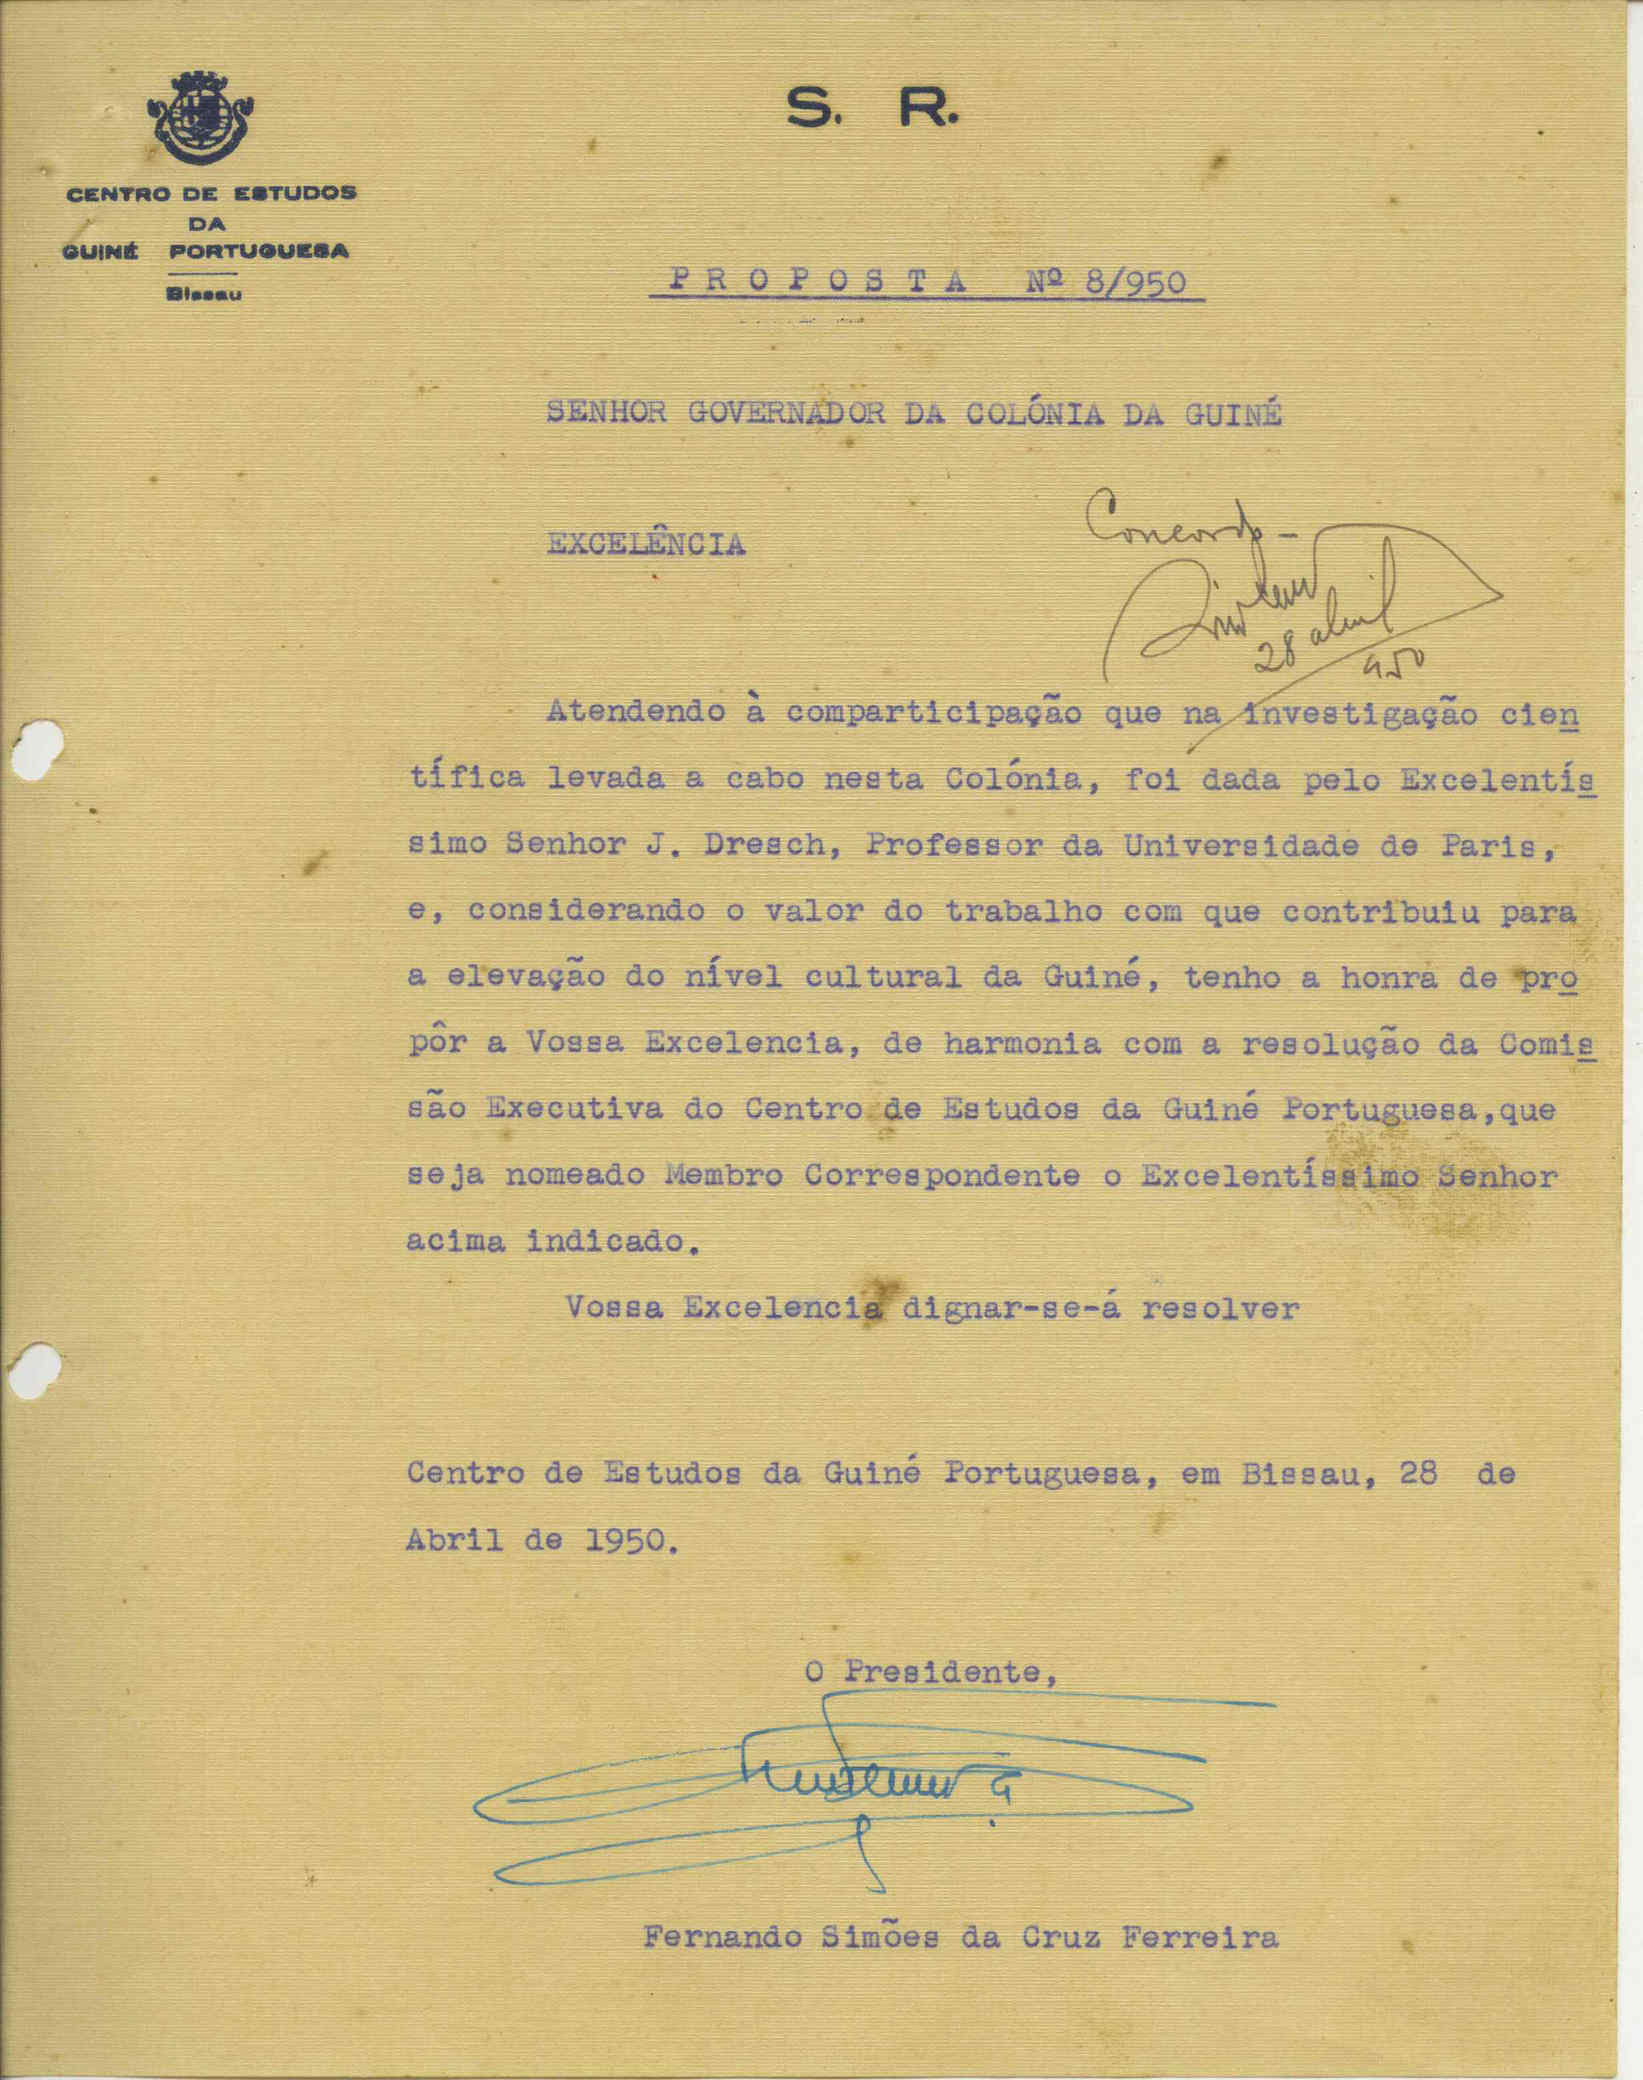 S. R.
CENTRO DE ESTUDOS
DA
GUINÉ PORTUGUESA
Bissau
PROPOSTA Nº 8/950
SENHOR GOVERNADOR DA COLÓNIA DA GUINÉ
EXCELÊNCIA
Concordo -
28 abril
950
Atendendo à comparticipação que na investigação cien
tífica levada a cabo nesta Colónia, foi dada pelo Excelentís
simo Senhor J. Dresch, Professor da Universidade de Paris,
e, considerando o valor do trabalho com que contribuiu para
a elevação do nível cultural da Guiné, tenho a honra de pro
pôr a Vossa Excelencia, de harmonia com a resolução da Comis
são Executiva do Centro de Estudos da Guiné Portuguesa,que
seja nomeado Membro Correspondente o Excelentíssimo Senhor
acima indicado.
Vossa Excelencia dignar-se-á resolver
Centro de Estudos da Guiné Portuguesa, em Bissau, 28 de
Abril de 1950.
O Presidente,
Fernando Simões da Cruz Ferreira